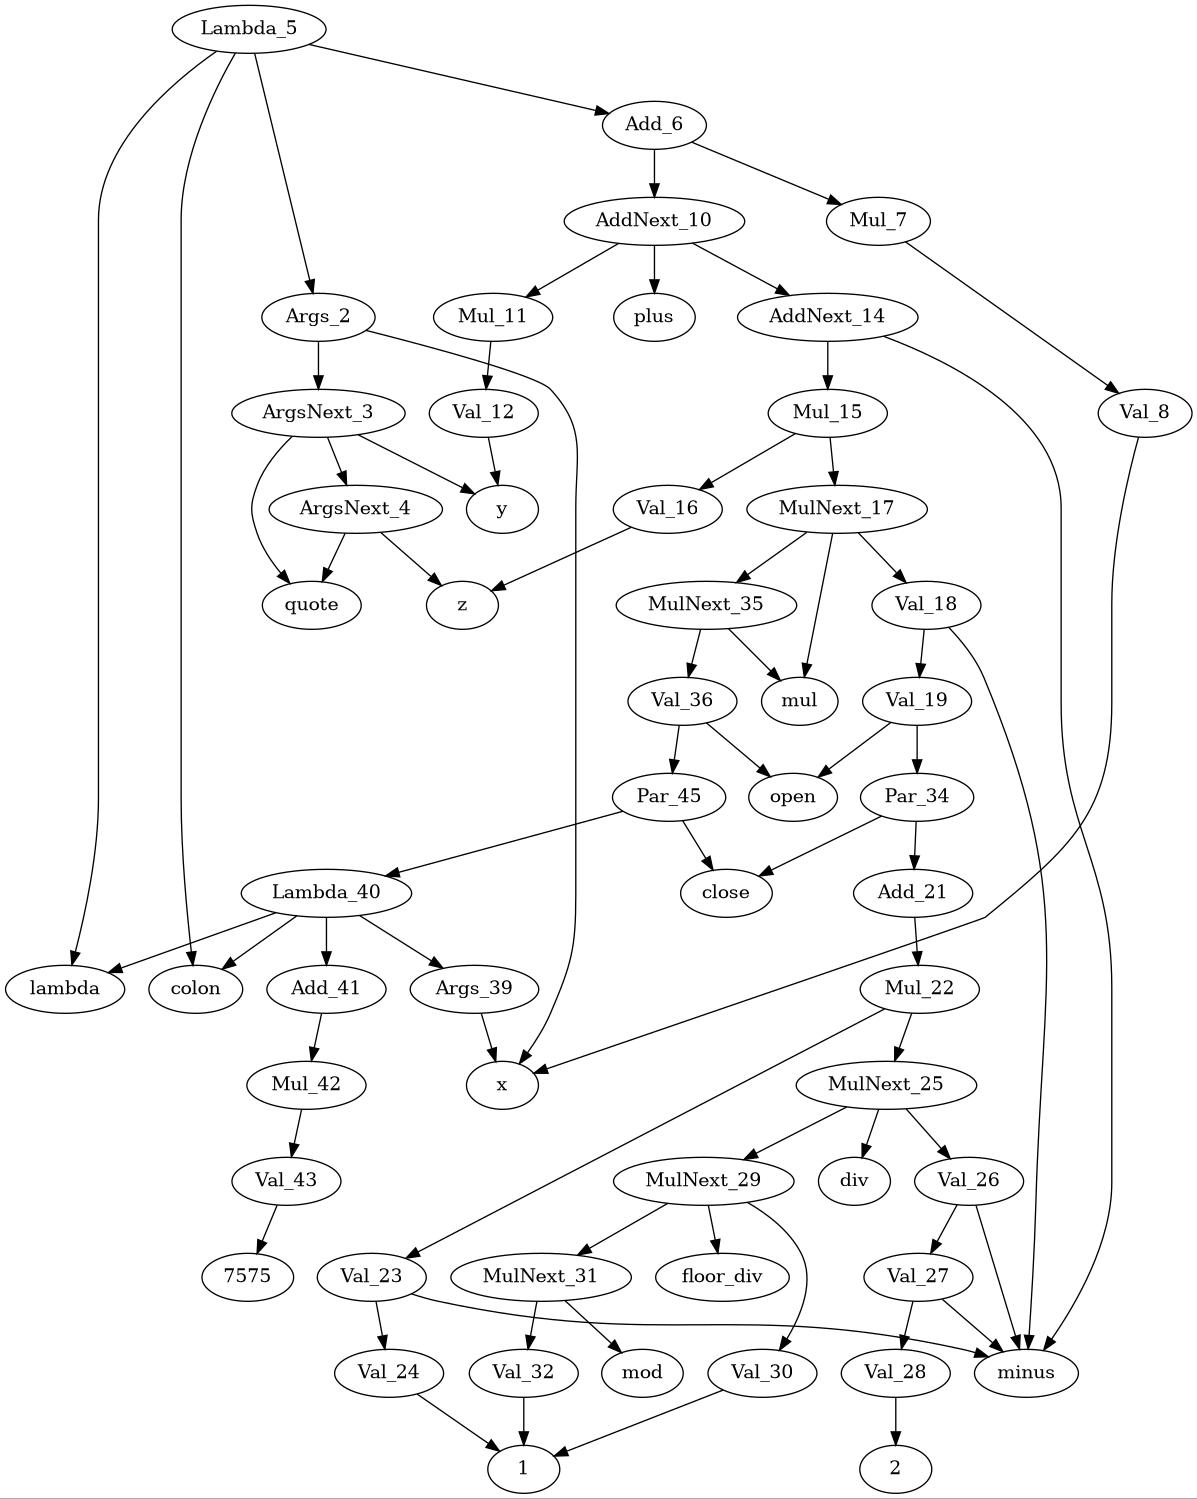 Lambda_5
Add_6
AddNext_10
Mul_7
Args_2
Mul_11
plus
AddNext_14
ArgsNext_3
Val_12
Mul_15
Val_8
ArgsNext_4
y
Val_16
MulNext_17
quote
z
MulNext_35
Val_18
Val_36
mul
Val_19
Par_45
open
Par_34
Lambda_40
close
Add_21
lambda
colon
Add_41
Args_39
Mul_22
Mul_42
x
MulNext_25
Val_43
MulNext_29
div
Val_26
7575
Val_23
MulNext_31
floor_div
Val_27
Val_24
Val_32
mod
Val_30
Val_28
minus
1
2